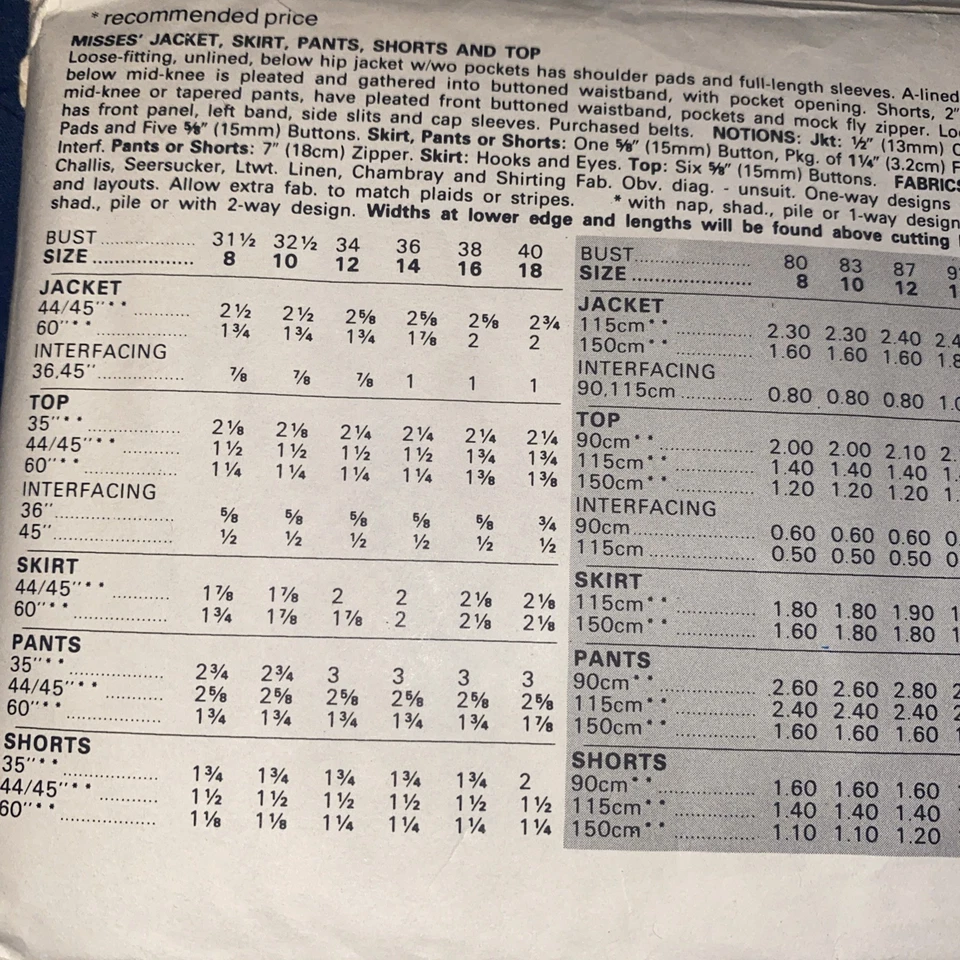 * recommended price
MISSES' JACKET, SKIRT, PANTS, SHORTS AND TOP
Loose-fitting, unlined, below hip jacket w/wo pockets has shoulder pads and full-length sleeves. A-lined
below mid-knee is pleated and gathered into buttoned waistband, with pocket opening. Shorts, 2"
mid-knee or tapered pants, have pleated front buttoned waistband, pockets and mock fly zipper. Loo
has front panel, left band, side slits and cap sleeves. Purchased belts. NOTIONS: Jkt: ½" (13mm)
Pads and Five ⅝" (15mm) Buttons. Skirt, Pants or Shorts: One ⅝" (15mm) Button, Pkg. of 1¼" (3.2cm) F
Interf. Pants or Shorts: 7" (18cm) Zipper. Skirt: Hooks and Eyes. Top: Six ⅝" (15mm) Buttons. FABRICS
Challis, Seersucker, Ltwt. Linen, Chambray and Shirting Fab. Obv. diag. - unsuit. One-way designs
and layouts. Allow extra fab. to match plaids or stripes. * with nap, shad., pile or 1-way design
shad., pile or with 2-way design. Widths at lower edge and lengths will be found above cutting
BUST 31½ 32½ 34 36 38 40
SIZE 8 10 12 14 16 18
JACKET
44/45"** 2½ 2½ 2⅝ 2⅝ 2⅝ 2¾
60"** 1¾ 1¾ 1¾ 1⅞ 2 2
INTERFACING
36,45" ⅞ ⅞ ⅞ 1 1 1
TOP
35"** 2⅛ 2⅛ 2¼ 2¼ 2¼ 2¼
44/45"** 1½ 1½ 1½ 1½ 1¾ 1¾
60"** 1¼ 1¼ 1¼ 1¼ 1⅜ 1⅜
INTERFACING
36" ⅝ ⅝ ⅝ ⅝ ⅝ ¾
45" ½ ½ ½ ½ ½ ½
SKIRT
44/45"** 1⅞ 1⅞ 2 2 2⅛ 2⅛
60"** 1¾ 1⅞ 1⅞ 2 2⅛ 2⅛
PANTS
35"** 2¾ 2¾ 3 3 3 3
44/45"** 2⅝ 2⅝ 2⅝ 2⅝ 2⅝ 2⅝
60"** 1¾ 1¾ 1¾ 1¾ 1¾ 1⅞
SHORTS
35"** 1¾ 1¾ 1¾ 1¾ 1¾ 2
44/45"** 1½ 1½ 1½ 1½ 1½ 1½
60"** 1⅛ 1⅛ 1¼ 1¼ 1¼ 1¼
BUST 80 83 87 9
SIZE 8 10 12 1
JACKET
115cm** 2.30 2.30 2.40 2.4
150cm** 1.60 1.60 1.60 1.8
INTERFACING
90,115cm 0.80 0.80 0.80 1.0
TOP
90cm** 2.00 2.00 2.10 2.
115cm** 1.40 1.40 1.40 1.
150cm** 1.20 1.20 1.20 1.
INTERFACING
90cm 0.60 0.60 0.60 0.
115cm 0.50 0.50 0.50 0.
SKIRT
115cm** 1.80 1.80 1.90 1
150cm** 1.60 1.80 1.80 1
PANTS
90cm** 2.60 2.60 2.80 2
115cm** 2.40 2.40 2.40 2
150cm** 1.60 1.60 1.60 1
SHORTS
90cm** 1.60 1.60 1.60
115cm** 1.40 1.40 1.40
150cm** 1.10 1.10 1.20